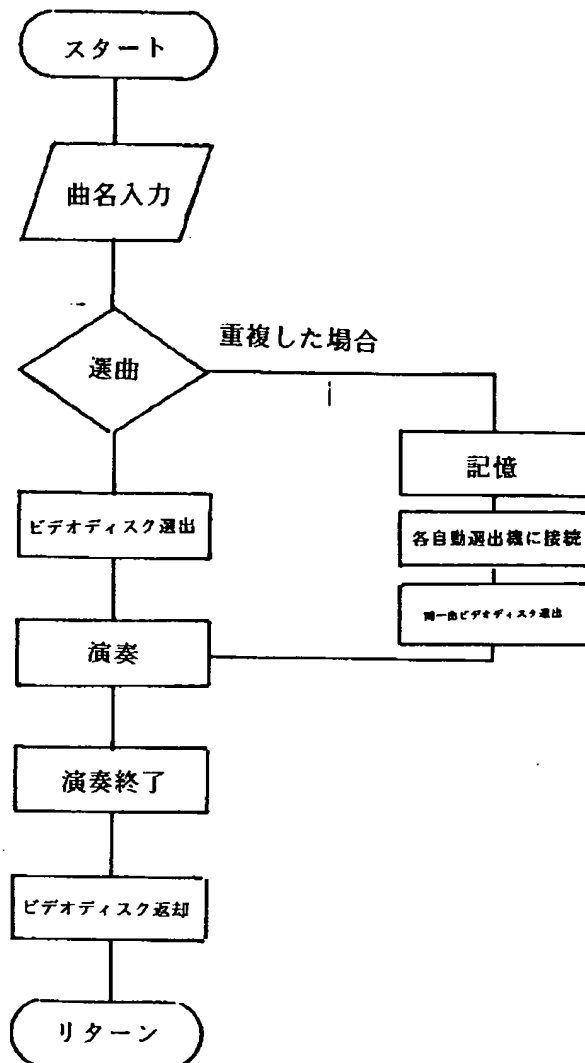 スタート
曲名入力
選曲
重複した場合
記憶
ビデオディスク選出
各自動選出機に接続
同一曲ビデオディスク選出
演奏
演奏終了
ビデオディスク返却
リターン